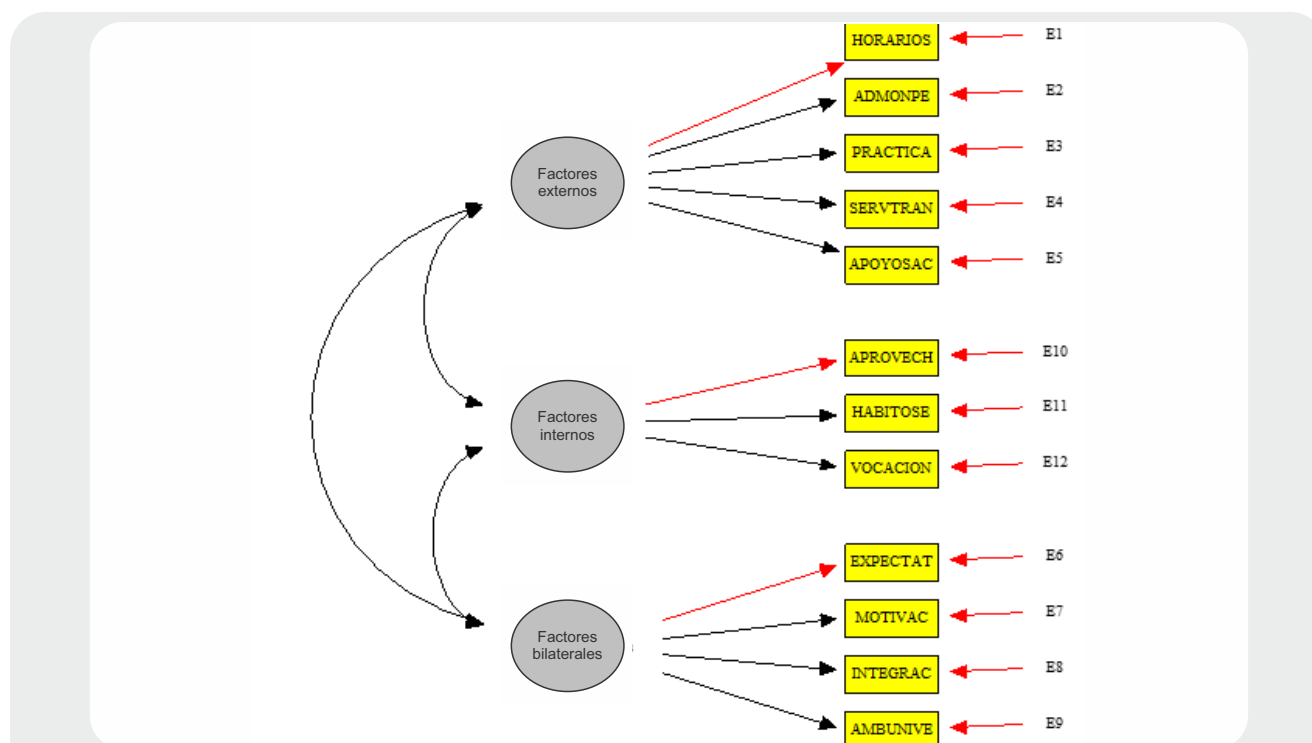 HORARIOS E1
ADMONPE E2
Factores
externos
PRACTICA E3
SERVTRAN E4
APOYOSAC E5
APROVECH E10
Factores
internos
HABITOSE E11
VOCACION E12
EXPECTAT E6
MOTIVAC E7
Factores
bilaterales
INTEGRAC E8
AMBUNIVE E9